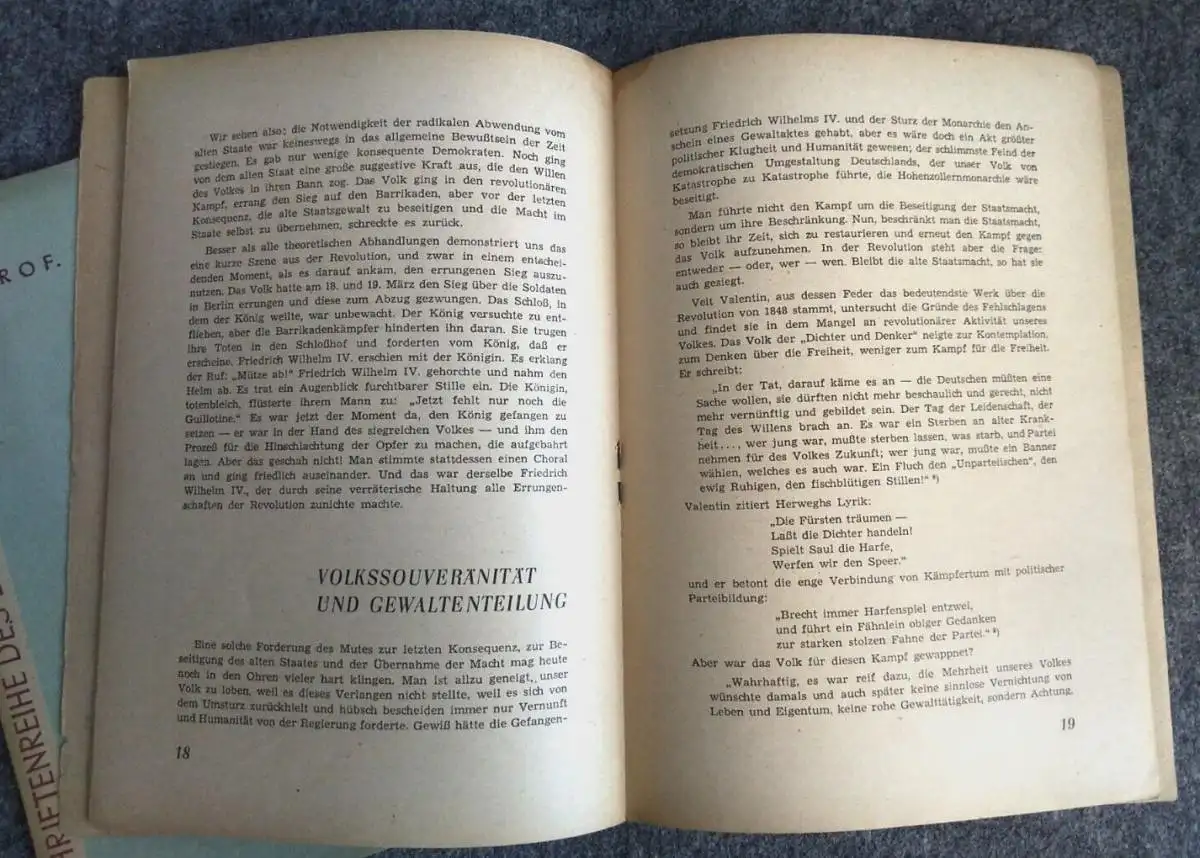 ROF.
HRIFTENREIHE DES
Wir sehen also: die Notwendigkeit der radikalen Abwendung vom
alten Staate war keineswegs in das allgemeine Bewußtsein der Zeit
gestiegen. Es gab nur wenige konsequente Demokraten. Noch ging
von dem alten Staat eine große suggestive Kraft aus, die den Willen
des Volkes in ihren Bann zog. Das Volk ging in den revolutionären
Kampf, errang den Sieg auf den Barrikaden, aber vor der letzten
Konsequenz, die alte Staatsgewalt zu beseitigen und die Macht im
Staate selbst zu übernehmen, schreckte es zurück.
Besser als alle theoretischen Abhandlungen demonstriert uns das
eine kurze Szene aus der Revolution, und zwar in einem entschei-
denden Moment, als es darauf ankam, den errungenen Sieg auszu-
nutzen. Das Volk hatte am 18. und 19. März den Sieg über die Soldaten
in Berlin errungen und diese zum Abzug gezwungen. Das Schloß, in
dem der König weilte, war unbewacht. Der König versuchte zu ent-
fliehen, aber die Barrikadenkämpfer hinderten ihn daran. Sie trugen
ihre Toten in den Schloßhof und forderten vom König, daß er
erscheine. Friedrich Wilhelm IV. erschien mit der Königin. Es erklang
der Ruf: „Mütze ab!“ Friedrich Wilhelm IV. gehorchte und nahm den
Helm ab. Es trat ein Augenblick furchtbarer Stille ein. Die Königin,
totenbleich, flüsterte ihrem Mann zu: „Jetzt fehlt nur noch die
Guillotine.“ Es war jetzt der Moment da, den König gefangen zu
setzen — er war in der Hand des siegreichen Volkes — und ihm den
Prozeß für die Hinschlachtung der Opfer zu machen, die aufgebahrt
lagen. Aber das geschah nicht! Man stimmte stattdessen einen Choral
an und ging friedlich auseinander. Und das war derselbe Friedrich
Wilhelm IV., der durch seine verräterische Haltung alle Errungen-
schaften der Revolution zunichte machte.
VOLKSSOUVERÄNITÄT
UND GEWALTENTEILUNG
Eine solche Forderung des Mutes zur letzten Konsequenz, zur Be-
seitigung des alten Staates und der Übernahme der Macht mag heute
noch in den Ohren vieler hart klingen. Man ist allzu geneigt, unser
Volk zu loben, weil es dieses Verlangen nicht stellte, weil es sich von
dem Umsturz zurückhielt und hübsch bescheiden immer nur Vernunft
und Humanität von der Regierung forderte. Gewiß hätte die Gefangen-
18
setzung Friedrich Wilhelms IV. und der Sturz der Monarchie den An-
schein eines Gewaltaktes gehabt, aber es wäre doch ein Akt größter
politischer Klugheit und Humanität gewesen; der schlimmste Feind der
demokratischen Umgestaltung Deutschlands, der unser Volk von
Katastrophe zu Katastrophe führte, die Hohenzollernmonarchie wäre
beseitigt.
Man führte nicht den Kampf um die Beseitigung der Staatsmacht,
sondern um ihre Beschränkung. Nun, beschränkt man die Staatsmacht,
so bleibt ihr Zeit, sich zu restaurieren und erneut den Kampf gegen
das Volk aufzunehmen. In der Revolution steht aber die Frage:
entweder — oder, wer — wen. Bleibt die alte Staatsmacht, so hat sie
auch gesiegt.
Veit Valentin, aus dessen Feder das bedeutendste Werk über die
Revolution von 1848 stammt, untersucht die Gründe des Fehlschlagens
und findet sie in dem Mangel an revolutionärer Aktivität unseres
Volkes. Das Volk der „Dichter und Denker“ neigte zur Kontemplation,
zum Denken über die Freiheit, weniger zum Kampf für die Freiheit.
Er schreibt:
„In der Tat, darauf käme es an — die Deutschen müßten eine
Sache wollen, sie dürften nicht mehr beschaulich und gerecht, nicht
mehr vernünftig und gebildet sein. Der Tag der Leidenschaft, der
Tag des Willens brach an. Es war ein Sterben an alter Krank-
heit...., wer jung war, mußte sterben lassen, was starb, und Partei
nehmen für des Volkes Zukunft; wer jung war, mußte ein Banner
wählen, welches es auch war. Ein Fluch den „Unparteiischen“, den
ewig Ruhigen, den fischblütigen Stillen!“ ⁸)
Valentin zitiert Herweghs Lyrik:
„Die Fürsten träumen —
Laßt die Dichter handeln!
Spielt Saul die Harfe,
Werfen wir den Speer.“
und er betont die enge Verbindung von Kämpfertum mit politischer
Parteibildung:
„Brecht immer Harfenspiel entzwei,
und führt ein Fähnlein obiger Gedanken
zur starken stolzen Fahne der Partei.“
Aber war das Volk für diesen Kampf gewappnet?
„Wahrhaftig, es war reif dazu, die Mehrheit unseres Volkes
wünschte damals und auch später keine sinnlose Vernichtung von
Leben und Eigentum, keine rohe Gewalttätigkeit, sondern Achtung,
19